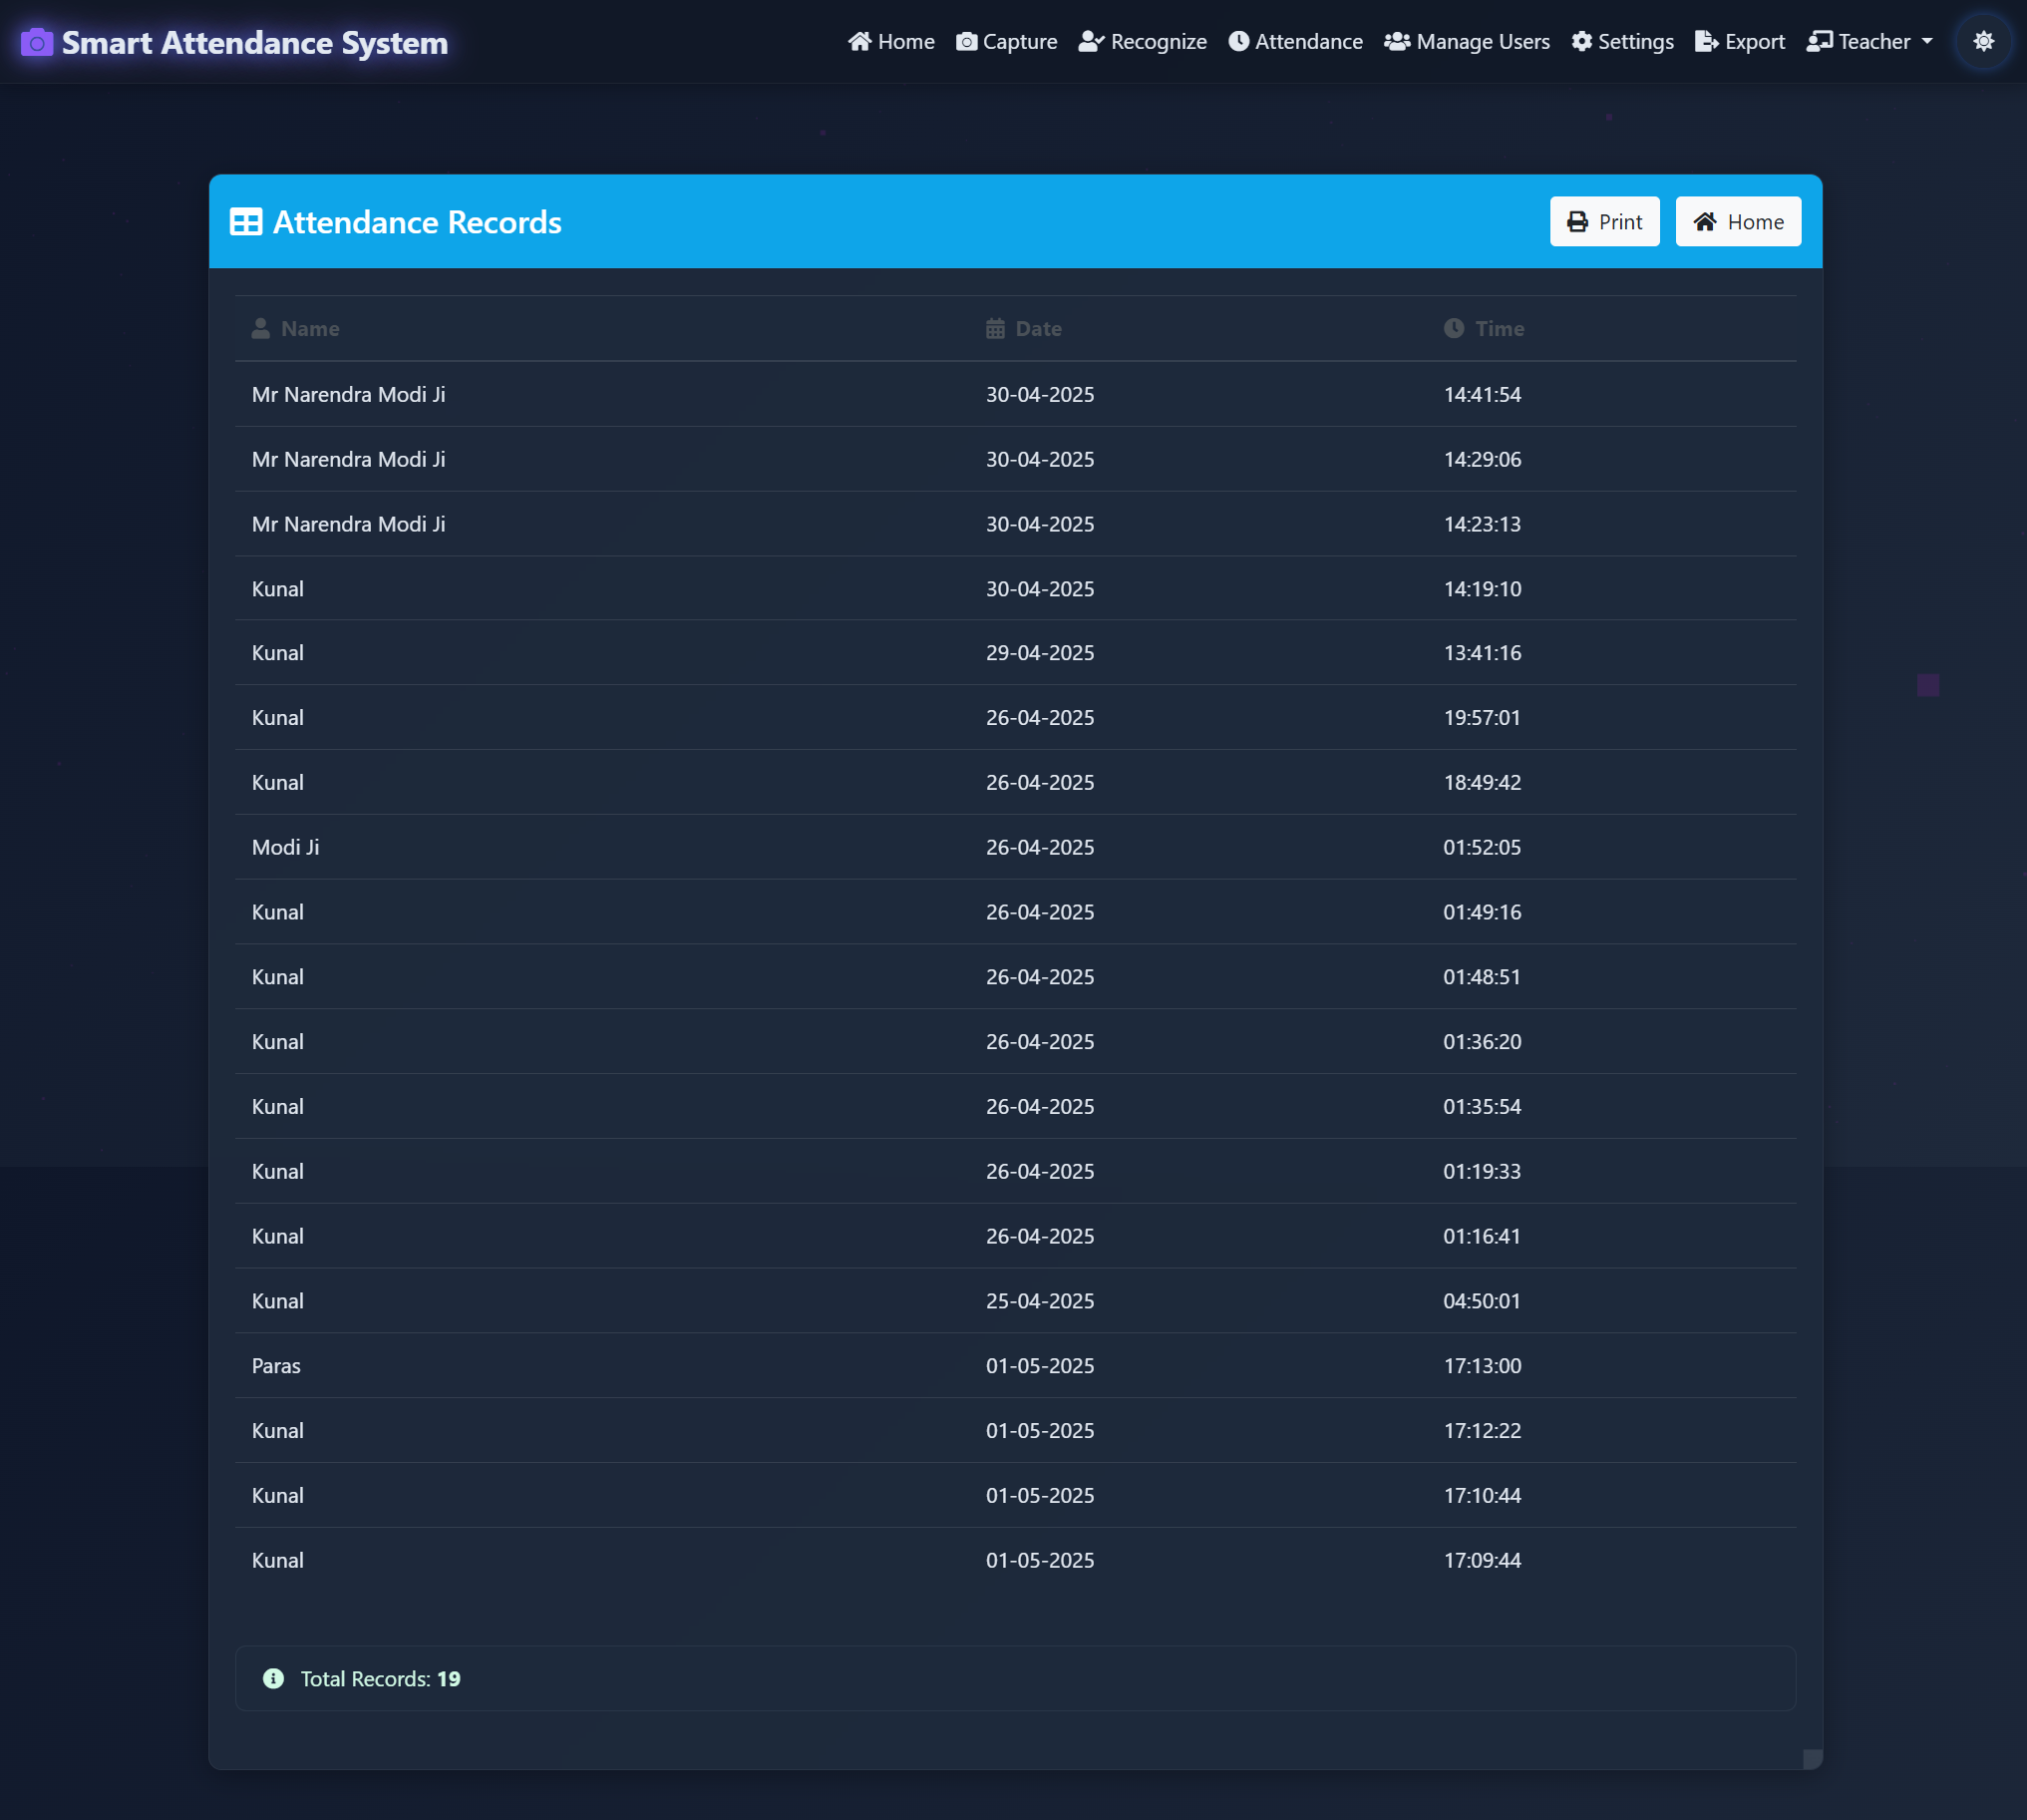 Smart Attendance System Home Capture Recognize Attendance Manage Users Settings Export Teacher
Attendance Records Print Home
Name Date Time
Mr Narendra Modi Ji 30-04-2025 14:41:54
Mr Narendra Modi Ji 30-04-2025 14:29:06
Mr Narendra Modi Ji 30-04-2025 14:23:13
Kunal 30-04-2025 14:19:10
Kunal 29-04-2025 13:41:16
Kunal 26-04-2025 19:57:01
Kunal 26-04-2025 18:49:42
Modi Ji 26-04-2025 01:52:05
Kunal 26-04-2025 01:49:16
Kunal 26-04-2025 01:48:51
Kunal 26-04-2025 01:36:20
Kunal 26-04-2025 01:35:54
Kunal 26-04-2025 01:19:33
Kunal 26-04-2025 01:16:41
Kunal 25-04-2025 04:50:01
Paras 01-05-2025 17:13:00
Kunal 01-05-2025 17:12:22
Kunal 01-05-2025 17:10:44
Kunal 01-05-2025 17:09:44
Total Records: 19